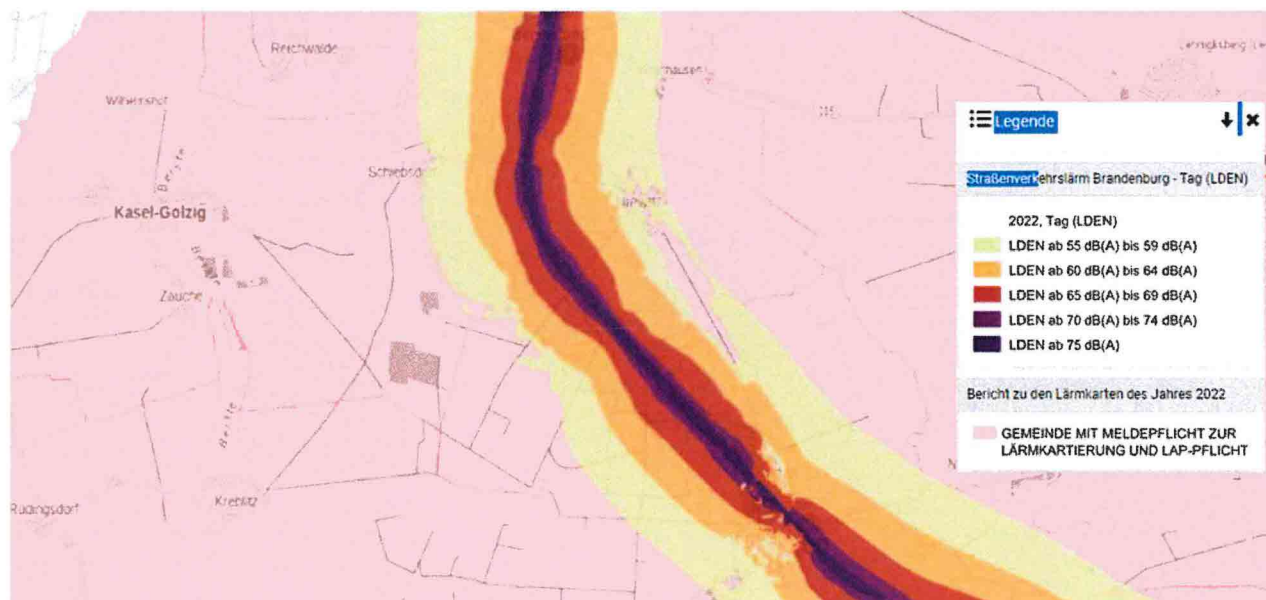 Reichwalde
Wilhelmshof
Berste
Schiebsdorf
Kasel-Golzig
Zauche
Berste
Kreblitz
Rüdingsdorf
Legende
Straßenverkehrslärm Brandenburg - Tag (LDEN)
2022, Tag (LDEN)
LDEN ab 55 dB(A) bis 59 dB(A)
LDEN ab 60 dB(A) bis 64 dB(A)
LDEN ab 65 dB(A) bis 69 dB(A)
LDEN ab 70 dB(A) bis 74 dB(A)
LDEN ab 75 dB(A)
Bericht zu den Lärmkarten des Jahres 2022
GEMEINDE MIT MELDEPFLICHT ZUR
LÄRMKARTIERUNG UND LAP-PFLICHT